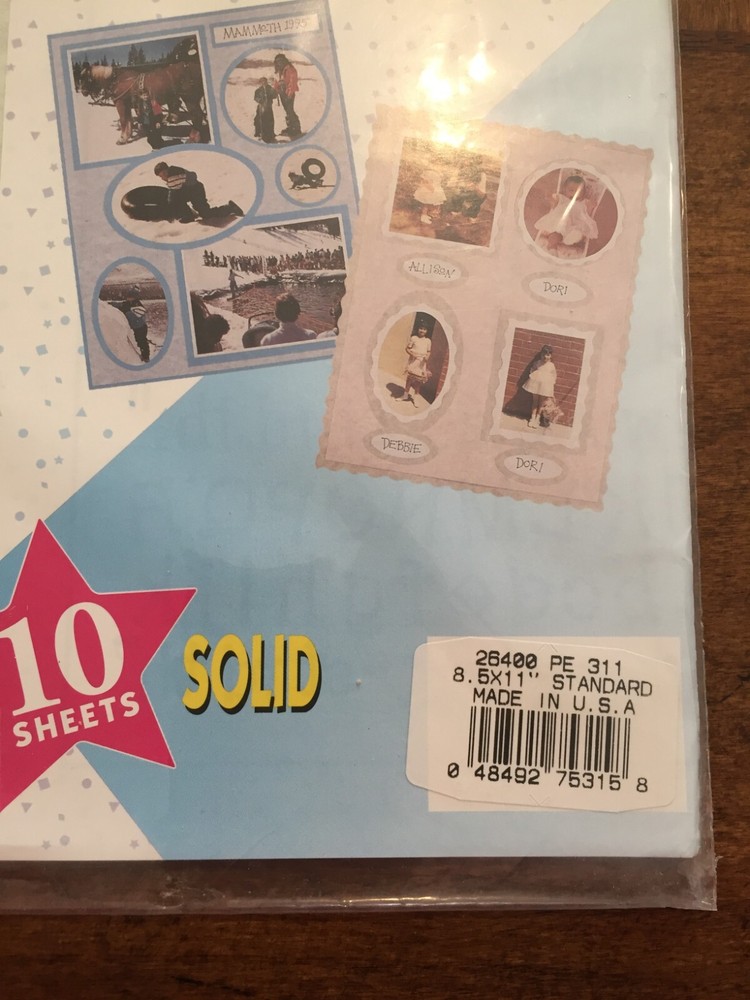 MAMMOTH 1995
ALLISON
DORI
DEBBIE
DORI
10
SHEETS
SOLID
26400 PE 311
8.5X11" STANDARD
MADE IN U.S.A
0 48492 75315 8